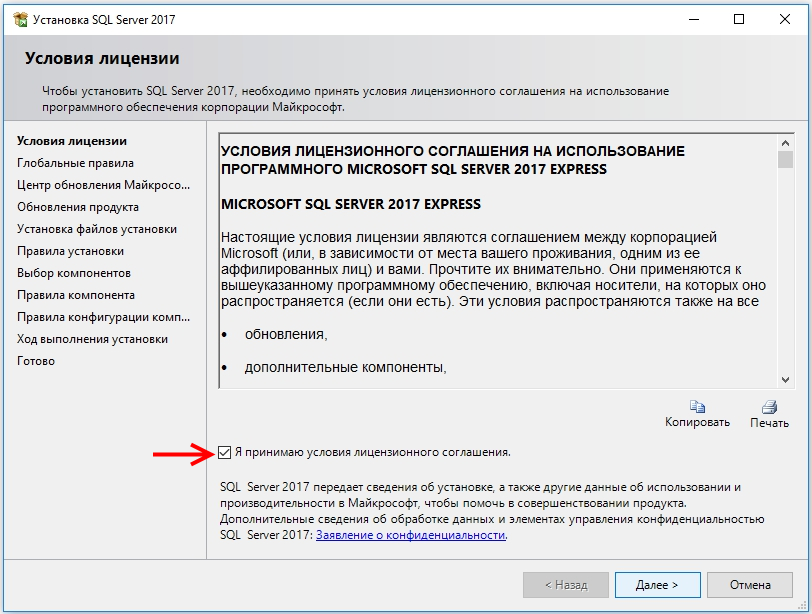 Установка SQL Server 2017
Условия лицензии
Чтобы установить SQL Server 2017, необходимо принять условия лицензионного соглашения на использование
программного обеспечения корпорации Майкрософт.
Условия лицензии
Глобальные правила
Центр обновления Майкросо...
Обновления продукта
Установка файлов установки
Правила установки
Выбор компонентов
Правила компонента
Правила конфигурации комп...
Ход выполнения установки
Готово
УСЛОВИЯ ЛИЦЕНЗИОННОГО СОГЛАШЕНИЯ НА ИСПОЛЬЗОВАНИЕ
ПРОГРАММНОГО MICROSOFT SQL SERVER 2017 EXPRESS
MICROSOFT SQL SERVER 2017 EXPRESS
Настоящие условия лицензии являются соглашением между корпорацией
Microsoft (или, в зависимости от места вашего проживания, одним из ее
аффилированных лиц) и вами. Прочтите их внимательно. Они применяются к
вышеуказанному программному обеспечению, включая носители, на которых оно
распространяется (если они есть). Эти условия распространяются также на все
• обновления,
• дополнительные компоненты,
Копировать
Печать
Я принимаю условия лицензионного соглашения.
SQL Server 2017 передает сведения об установке, а также другие данные об использовании и
производительности в Майкрософт, чтобы помочь в совершенствовании продукта.
Дополнительные сведения об обработке данных и элементах управления конфиденциальностью
SQL Server 2017: Заявление о конфиденциальности.
< Назад
Далее >
Отмена